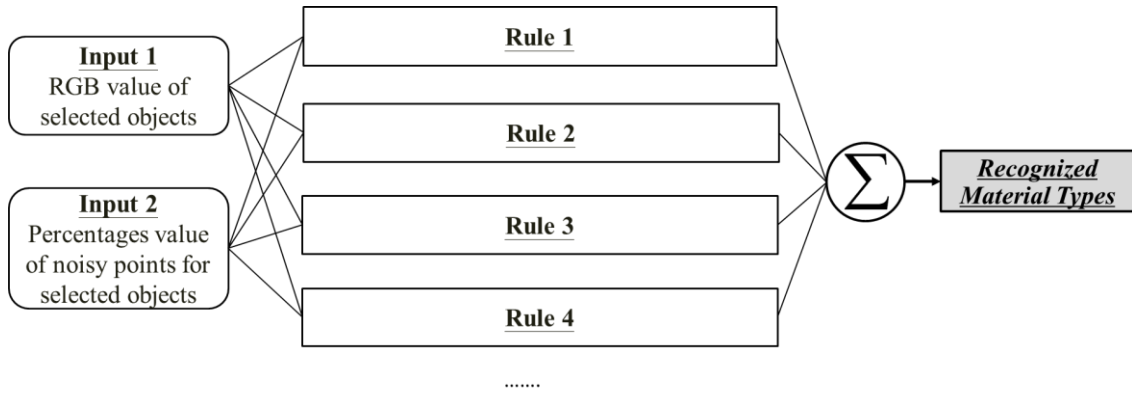 Input 1
RGB value of
selected objects
Input 2
Percentages value
of noisy points for
selected objects
Rule 1
Rule 2
Rule 3
Rule 4
.......
∑
Recognized
Material Types